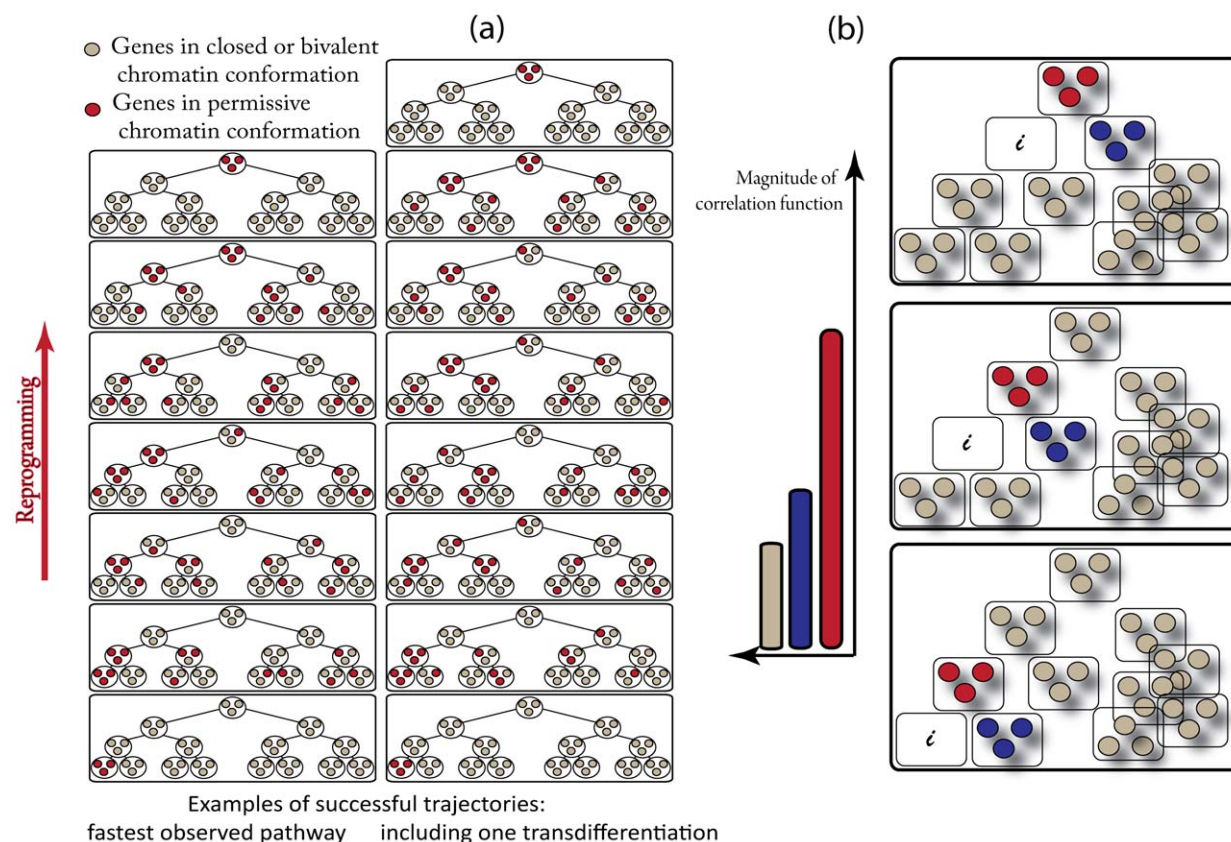 (a)
(b)
Genes in closed or bivalent
chromatin conformation
Genes in permissive
chromatin conformation
Reprogramming
Magnitude of
correlation function
i
i
i
Examples of successful trajectories:
fastest observed pathway including one transdifferentiation